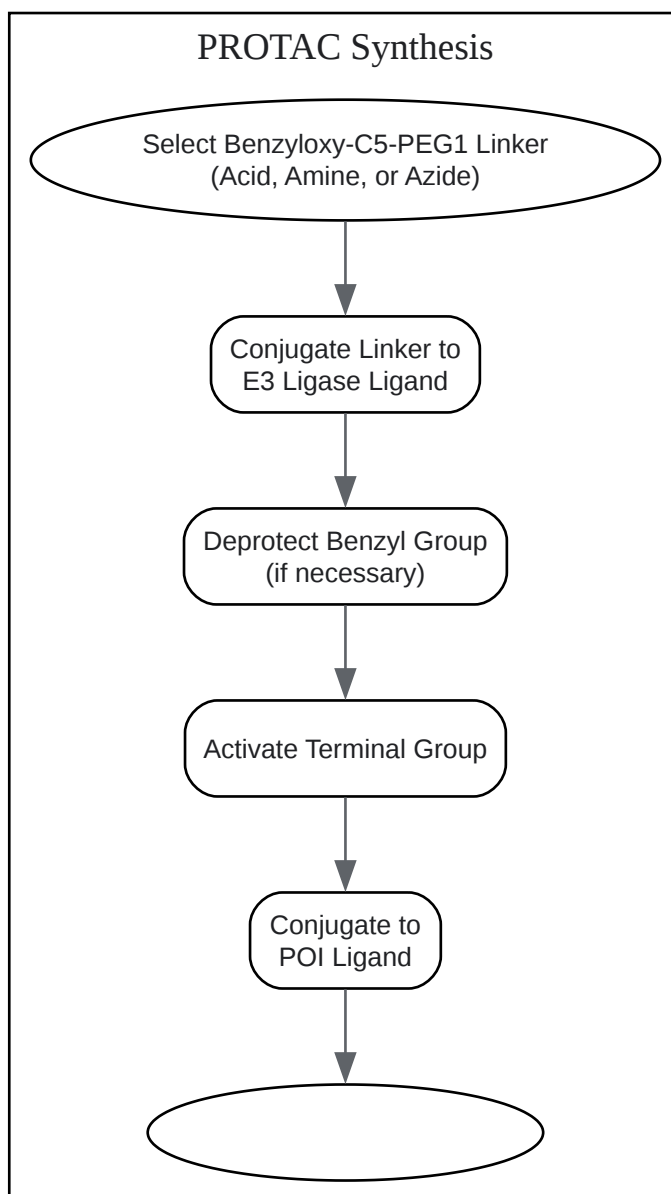 PROTAC Synthesis
Select Benzyloxy-C5-PEG1 Linker
(Acid, Amine, or Azide)
Conjugate Linker to
E3 Ligase Ligand
Deprotect Benzyl Group
(if necessary)
Activate Terminal Group
Conjugate to
POI Ligand